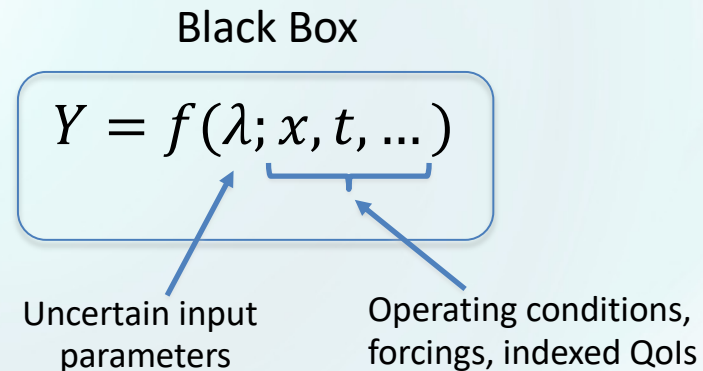 Black Box
𝑌 = 𝑓(𝜆; 𝑥, 𝑡, … )
Uncertain input
parameters
Operating conditions,
forcings, indexed QoIs